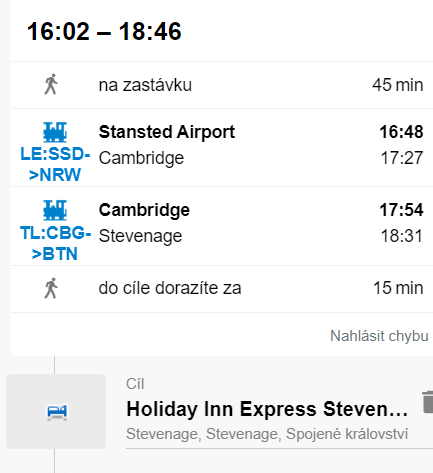 16:02 – 18:46
na zastávku 45 min
Stansted Airport 16:48
LE:SSD-
>NRW
Cambridge 17:27
Cambridge 17:54
TL:CBG-
>BTN
Stevenage 18:31
do cíle dorazíte za 15 min
Nahlásit chybu
Cíl
Holiday Inn Express Steven…
Stevenage, Stevenage, Spojené království